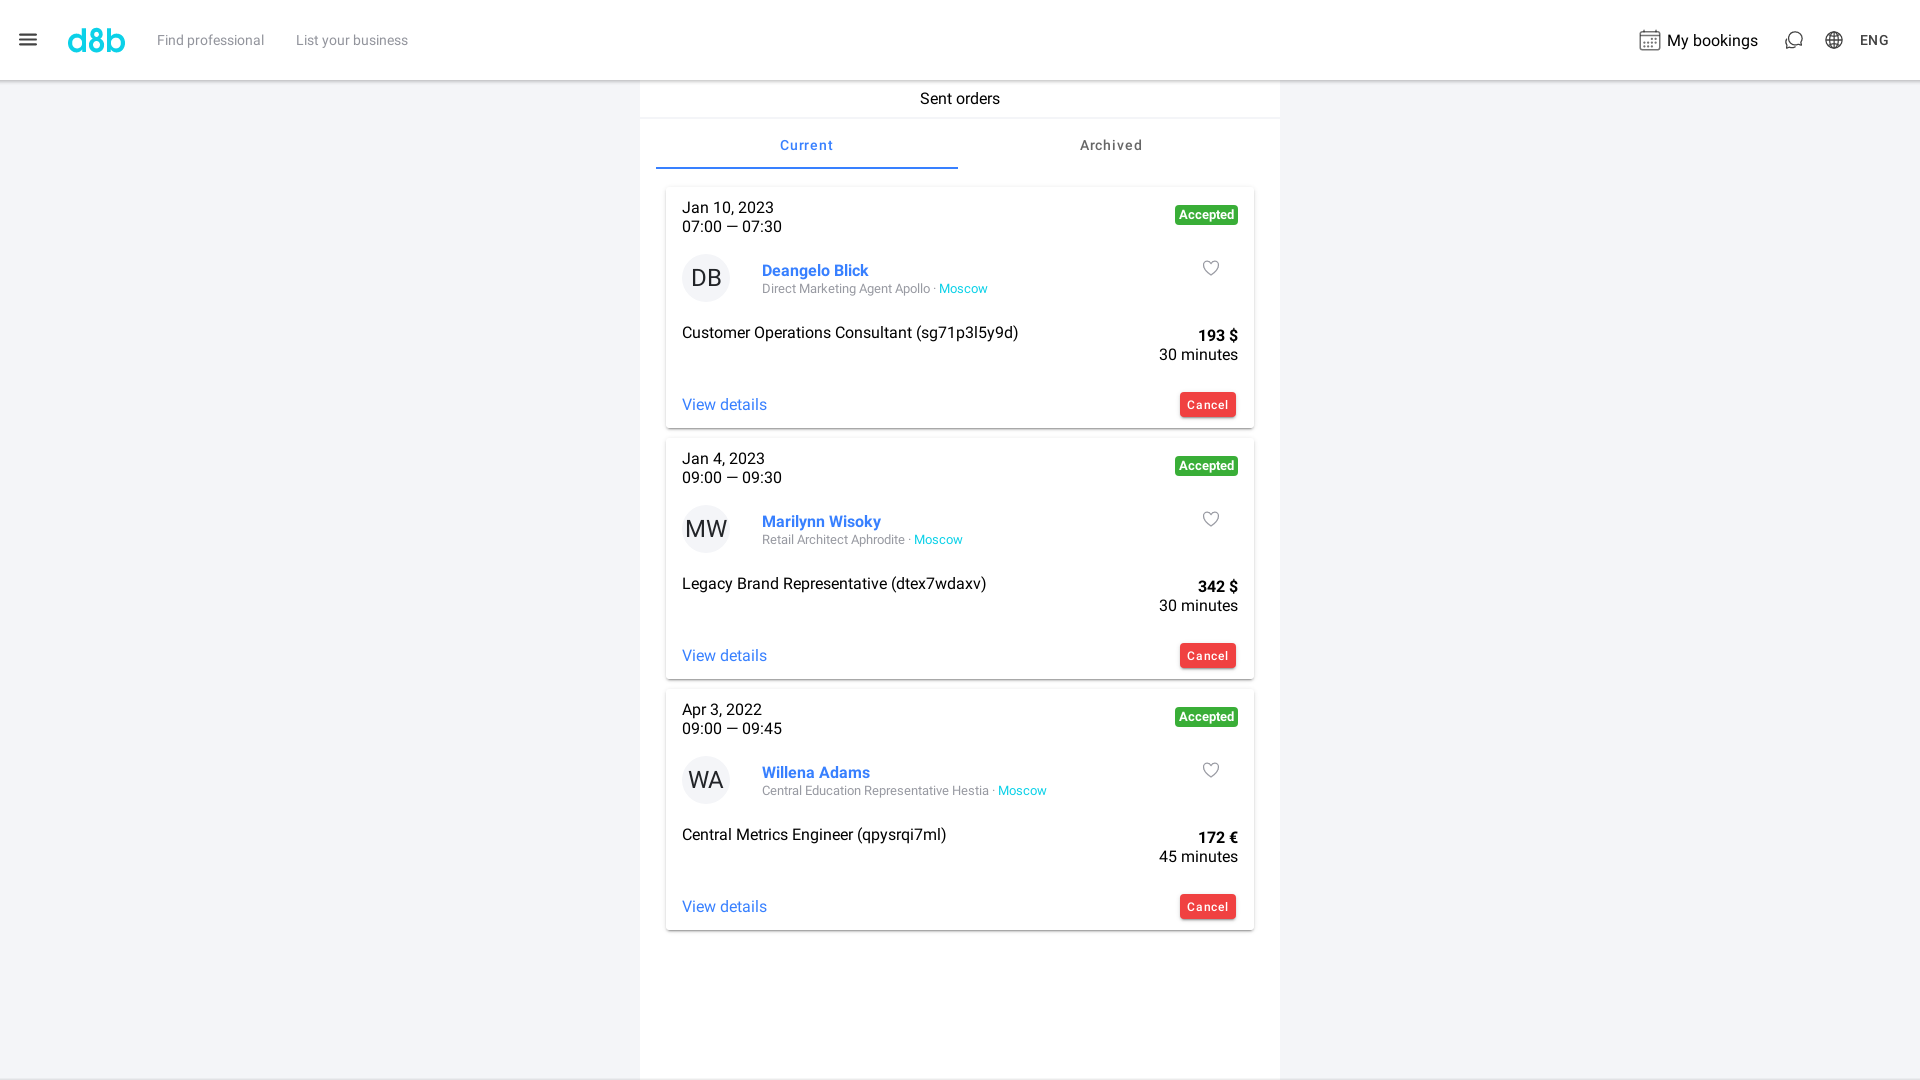 d8b
Find professional
List your business
My bookings
ENG
Sent orders
Current
Archived
Jan 10, 2023
07:00 — 07:30
Accepted
DB
Deangelo Blick
Direct Marketing Agent Apollo · Moscow
Customer Operations Consultant (sg71p3l5y9d)
193 $
30 minutes
View details
Cancel
Jan 4, 2023
09:00 — 09:30
Accepted
MW
Marilynn Wisoky
Retail Architect Aphrodite · Moscow
Legacy Brand Representative (dtex7wdaxv)
342 $
30 minutes
View details
Cancel
Apr 3, 2022
09:00 — 09:45
Accepted
WA
Willena Adams
Central Education Representative Hestia · Moscow
Central Metrics Engineer (qpysrqi7ml)
172 €
45 minutes
View details
Cancel